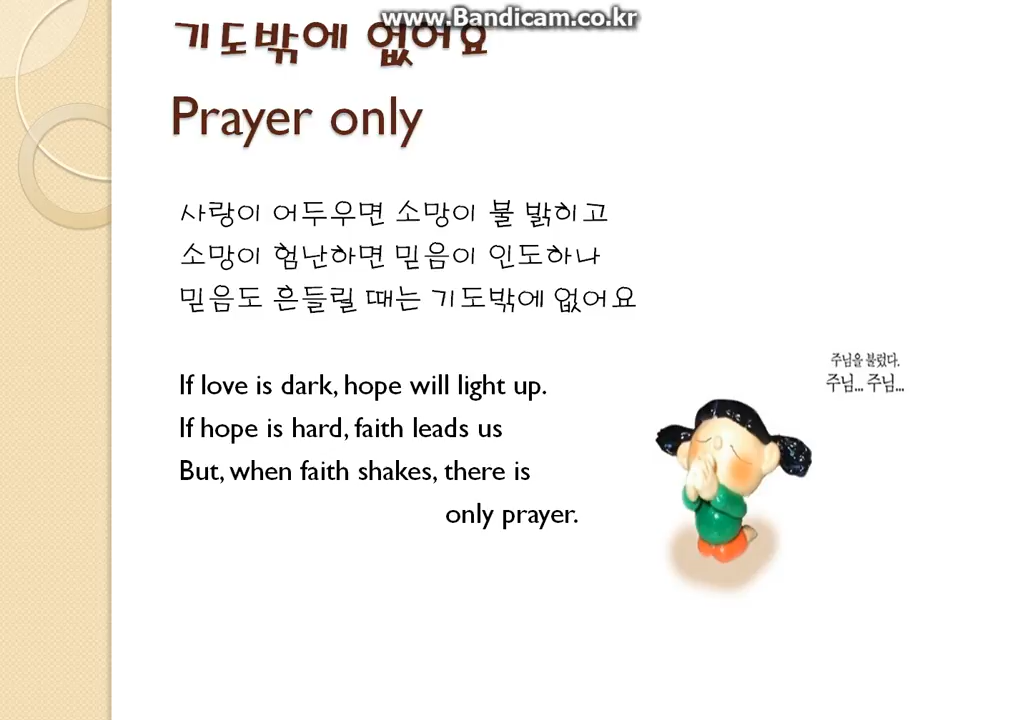 www.Bandicam.co.kr
기도밖에 없어요
Prayer only
사랑이 어두우면 소망이 불 밝히고
소망이 험난하면 믿음이 인도하나
믿음도 흔들릴 때는 기도밖에 없어요
If love is dark, hope will light up.
If hope is hard, faith leads us
But, when faith shakes, there is
only prayer.
주님을 불렀다.
주님... 주님...